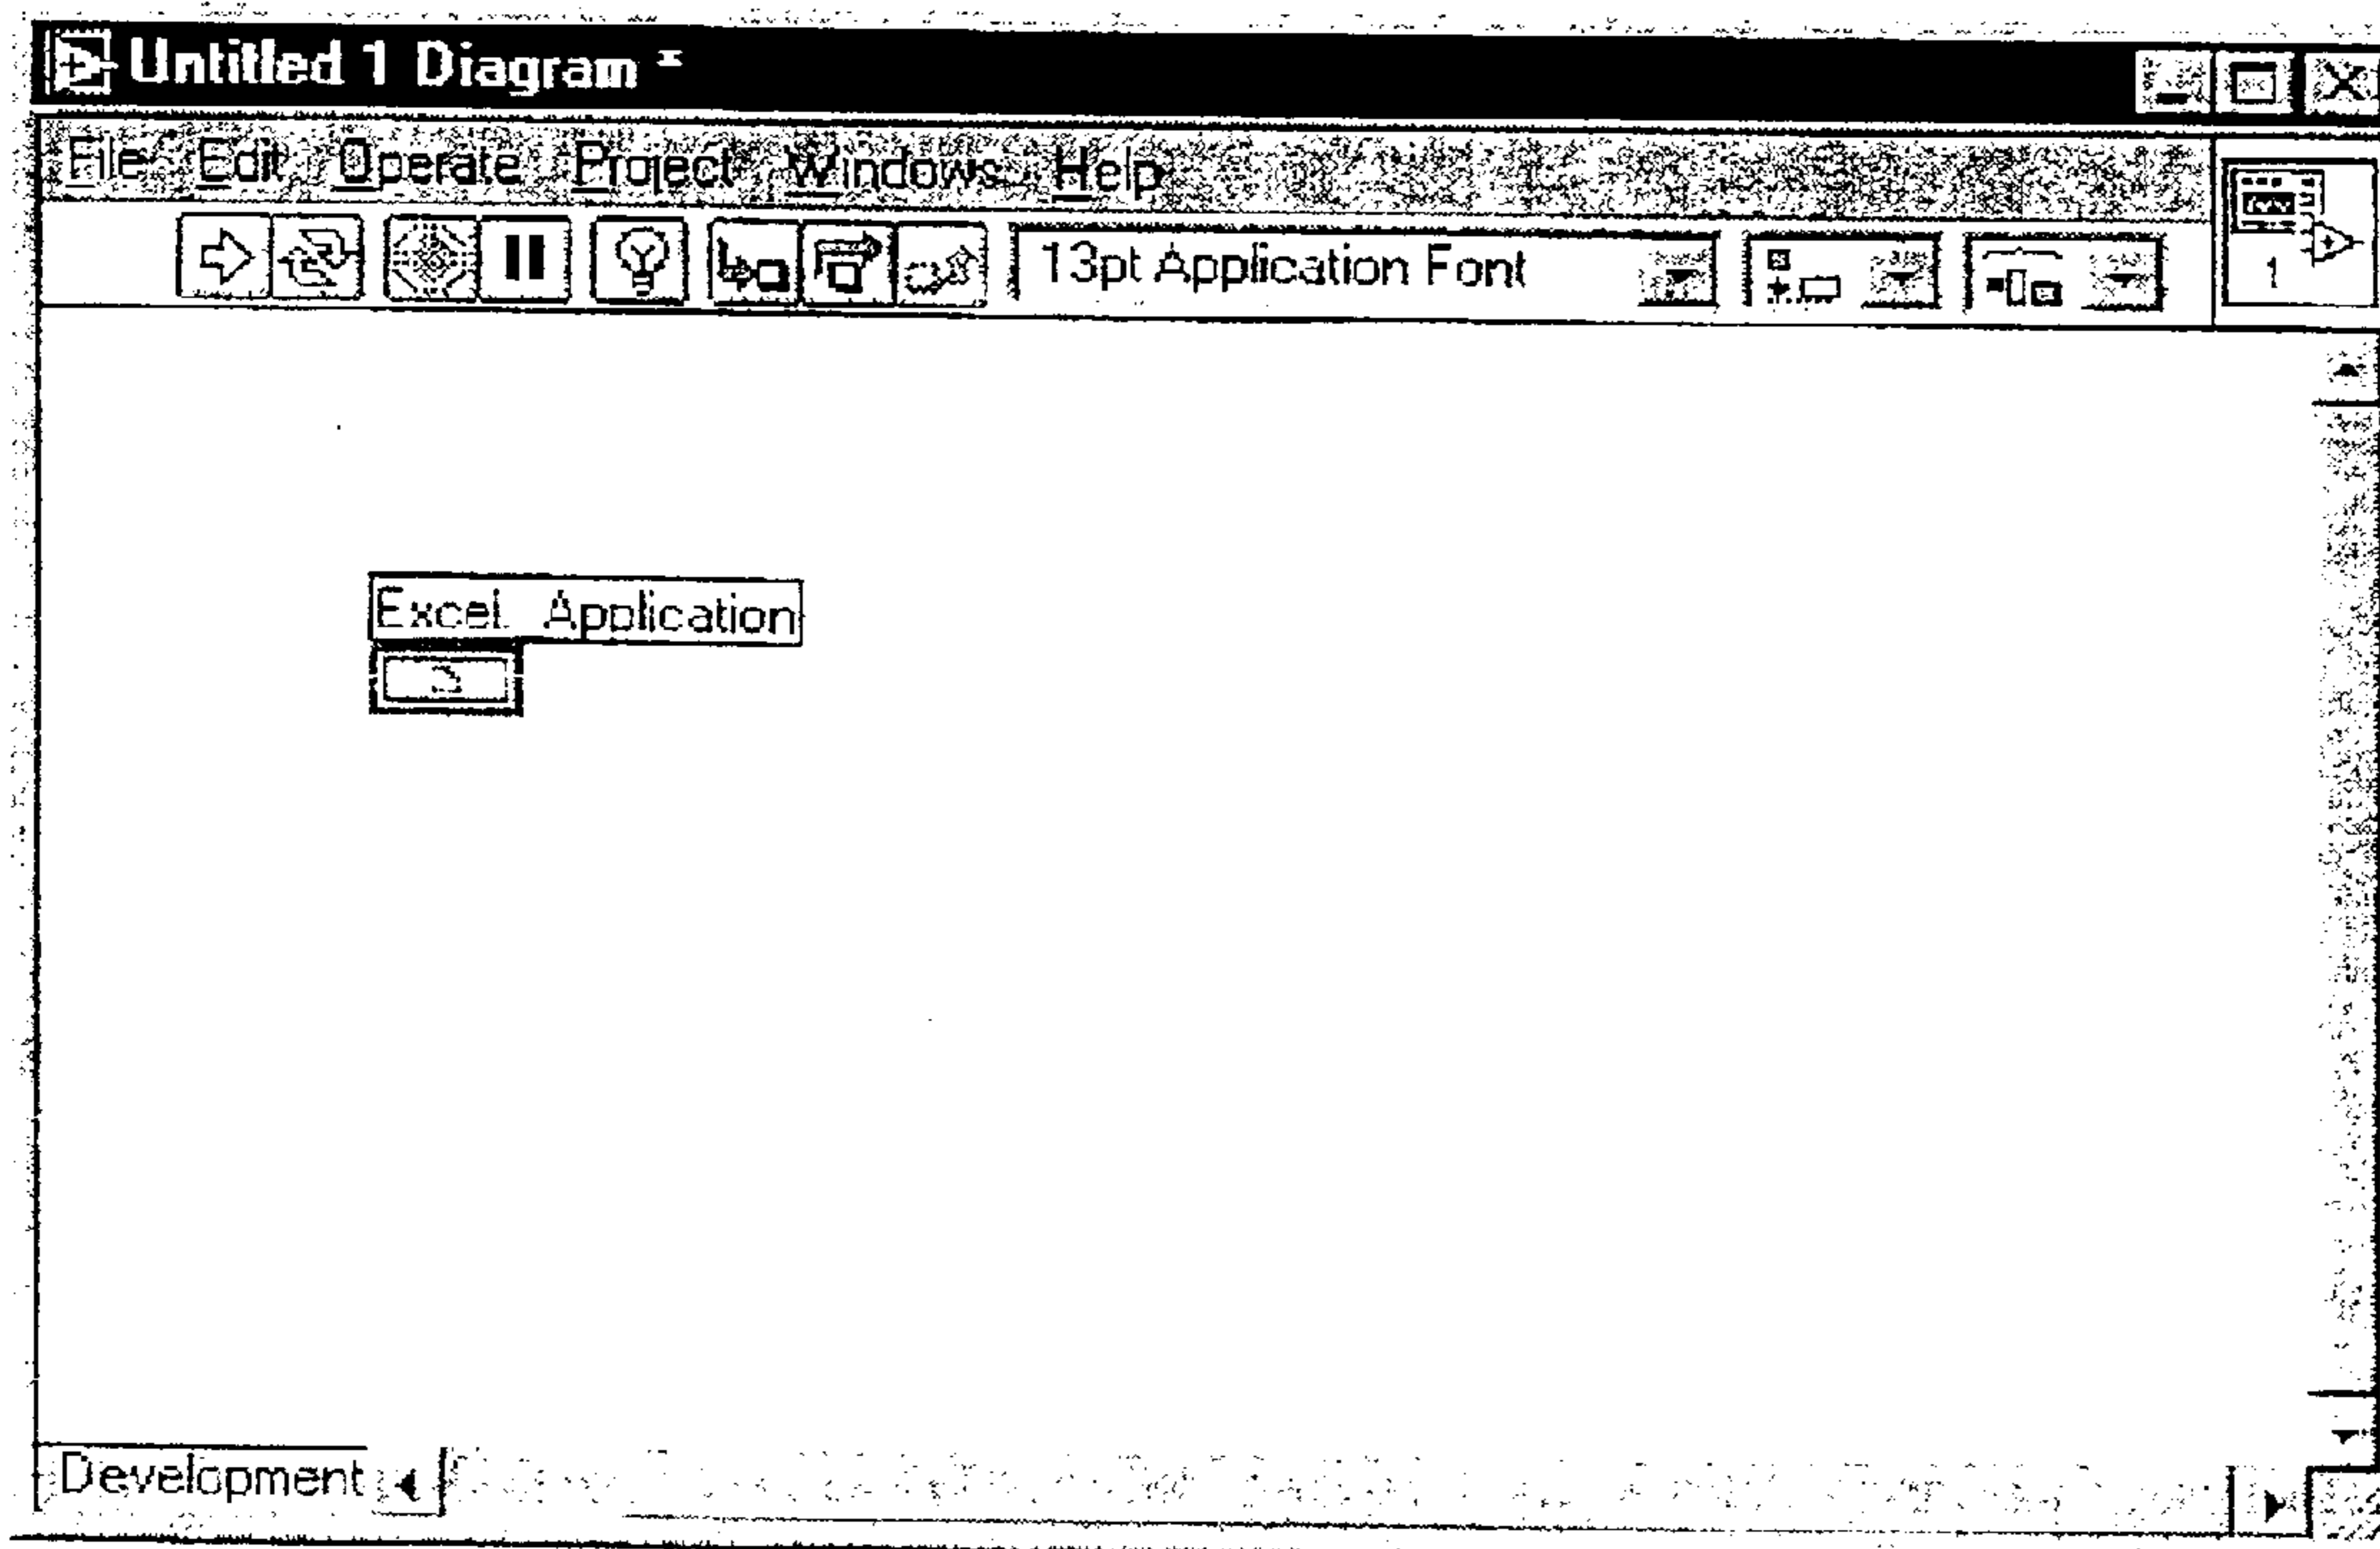 Untitled 1 Diagram *
File Edit Operate Project Windows Help
13pt Application Font
1
Excel. Application
Development